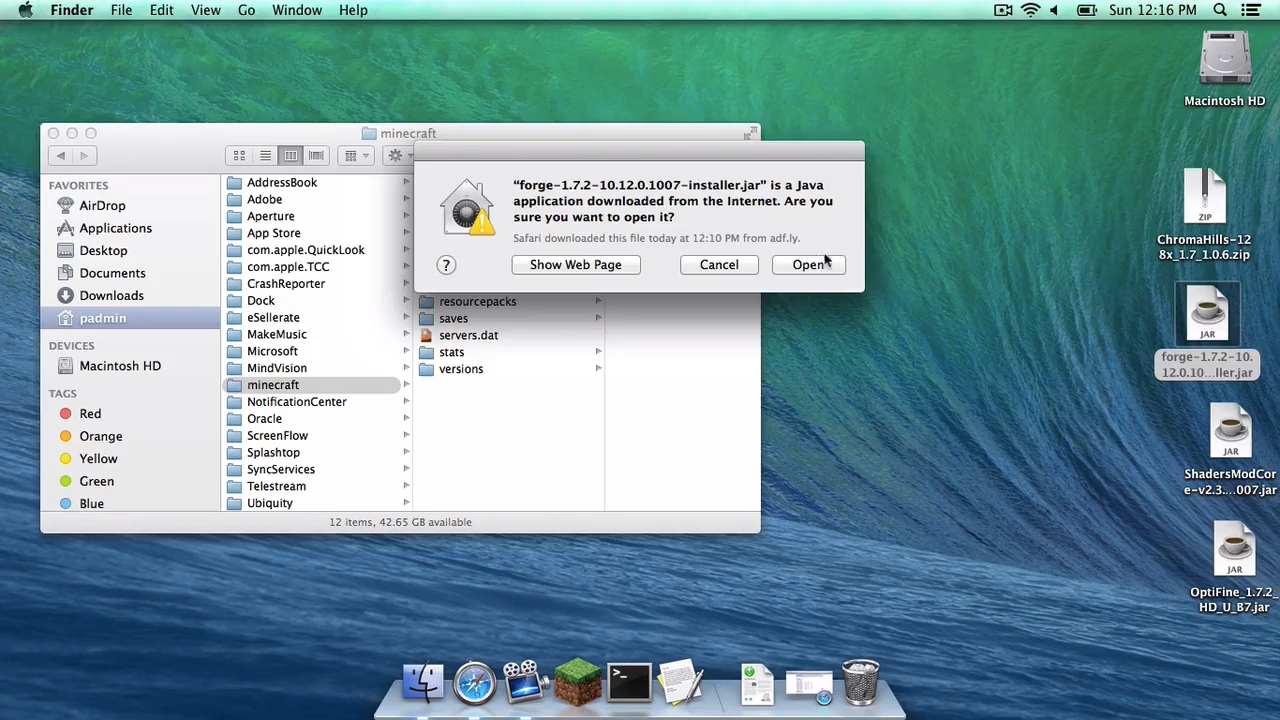 Finder File Edit View Go Window Help
Sun 12:16 PM
Macintosh HD
minecraft
FAVORITES
AirDrop
Applications
Desktop
Documents
Downloads
padmin
DEVICES
Macintosh HD
TAGS
Red
Orange
Yellow
Green
Blue
AddressBook
Adobe
Aperture
App Store
com.apple.QuickLook
com.apple.TCC
CrashReporter
Dock
eSellerate
MakeMusic
Microsoft
MindVision
minecraft
NotificationCenter
Oracle
ScreenFlow
Splashtop
SyncServices
Telestream
Ubiquity
resourcepacks
saves
servers.dat
stats
versions
12 items, 42.65 GB available
"forge-1.7.2-10.12.0.1007-installer.jar" is a Java
application downloaded from the Internet. Are you
sure you want to open it?
Safari downloaded this file today at 12:10 PM from adf.ly.
?
Show Web Page
Cancel
Open
ZIP
ChromaHills-12
8x_1.7_1.0.6.zip
JAR
forge-1.7.2-10.
12.0.10...ller.jar
JAR
ShadersModCor
e-v2.3....007.jar
JAR
OptiFine_1.7.2_
HD_U_B7.jar
>_